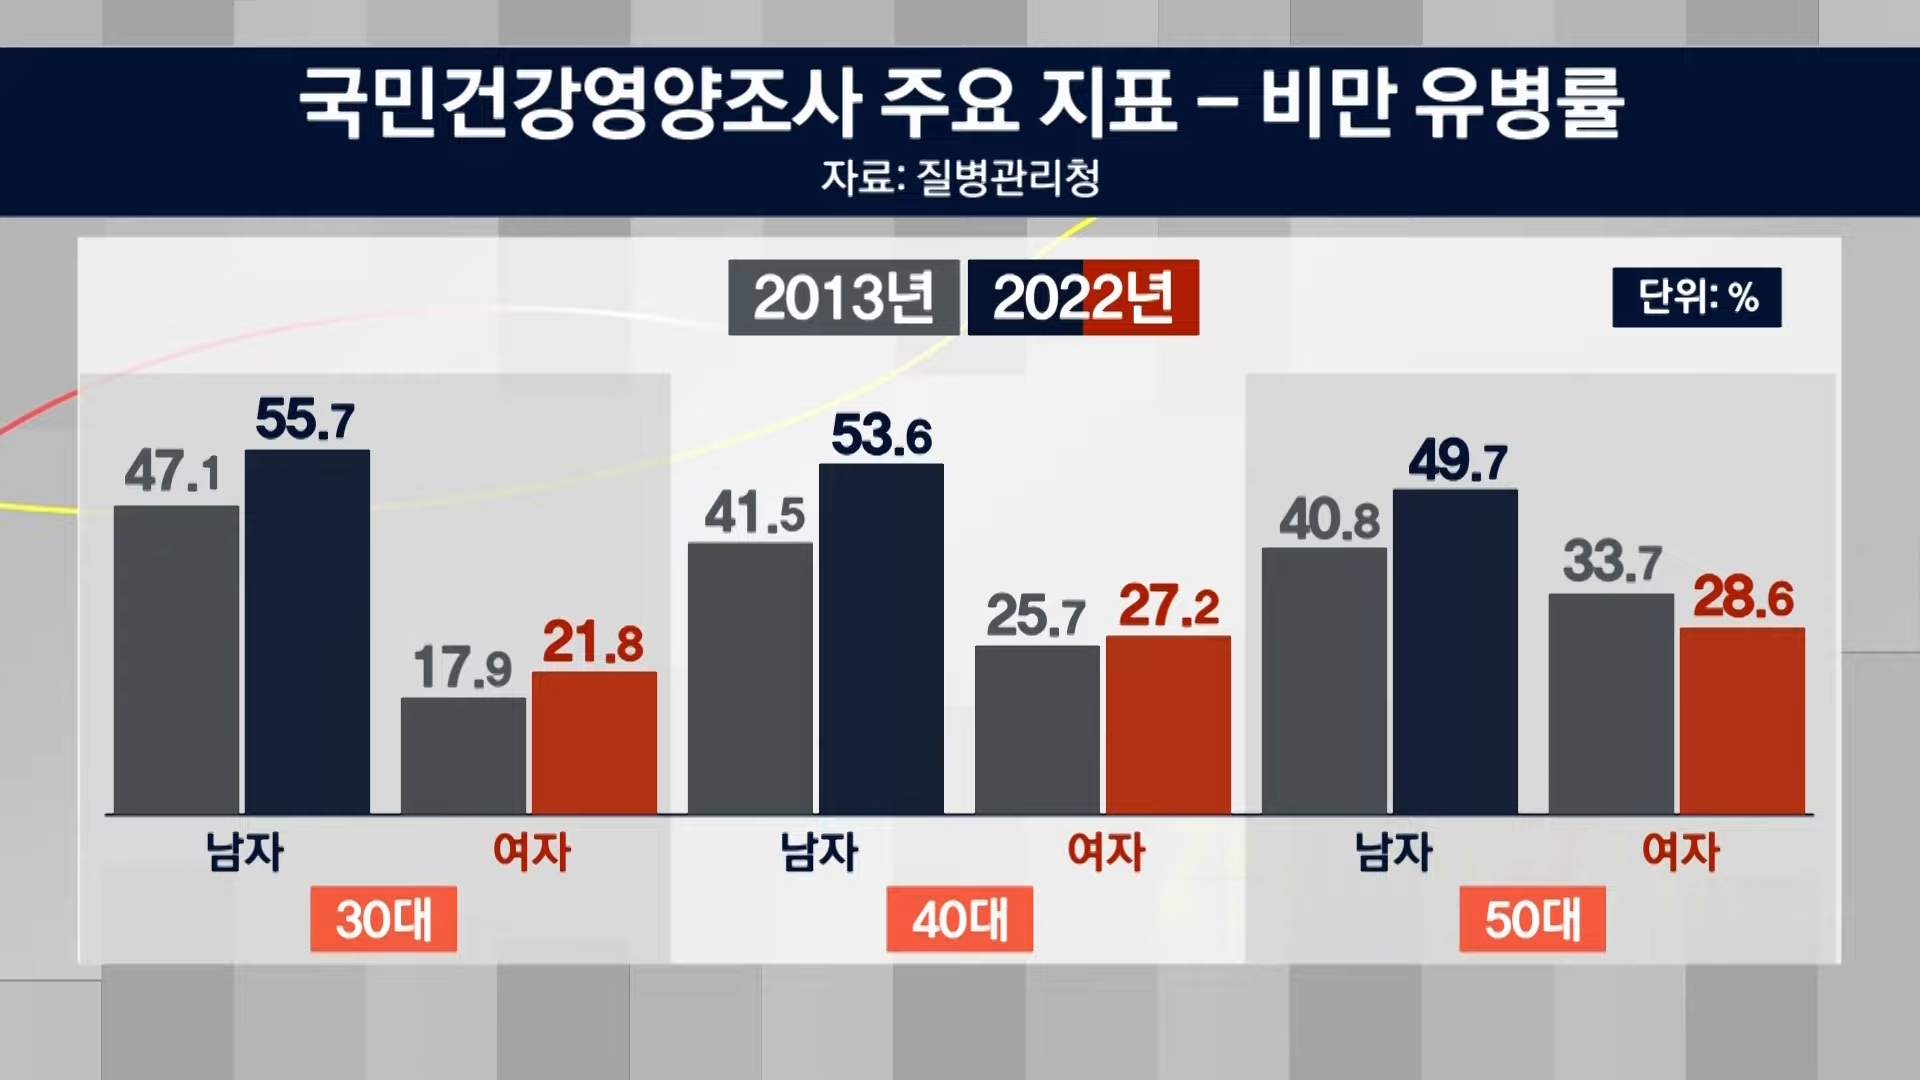 국민건강영양조사 주요 지표 - 비만 유병률
자료: 질병관리청
2013년 2022년 단위: %
47.1 55.7 17.9 21.8 41.5 53.6 25.7 27.2 40.8 49.7 33.7 28.6
남자 여자 남자 여자 남자 여자
30대 40대 50대